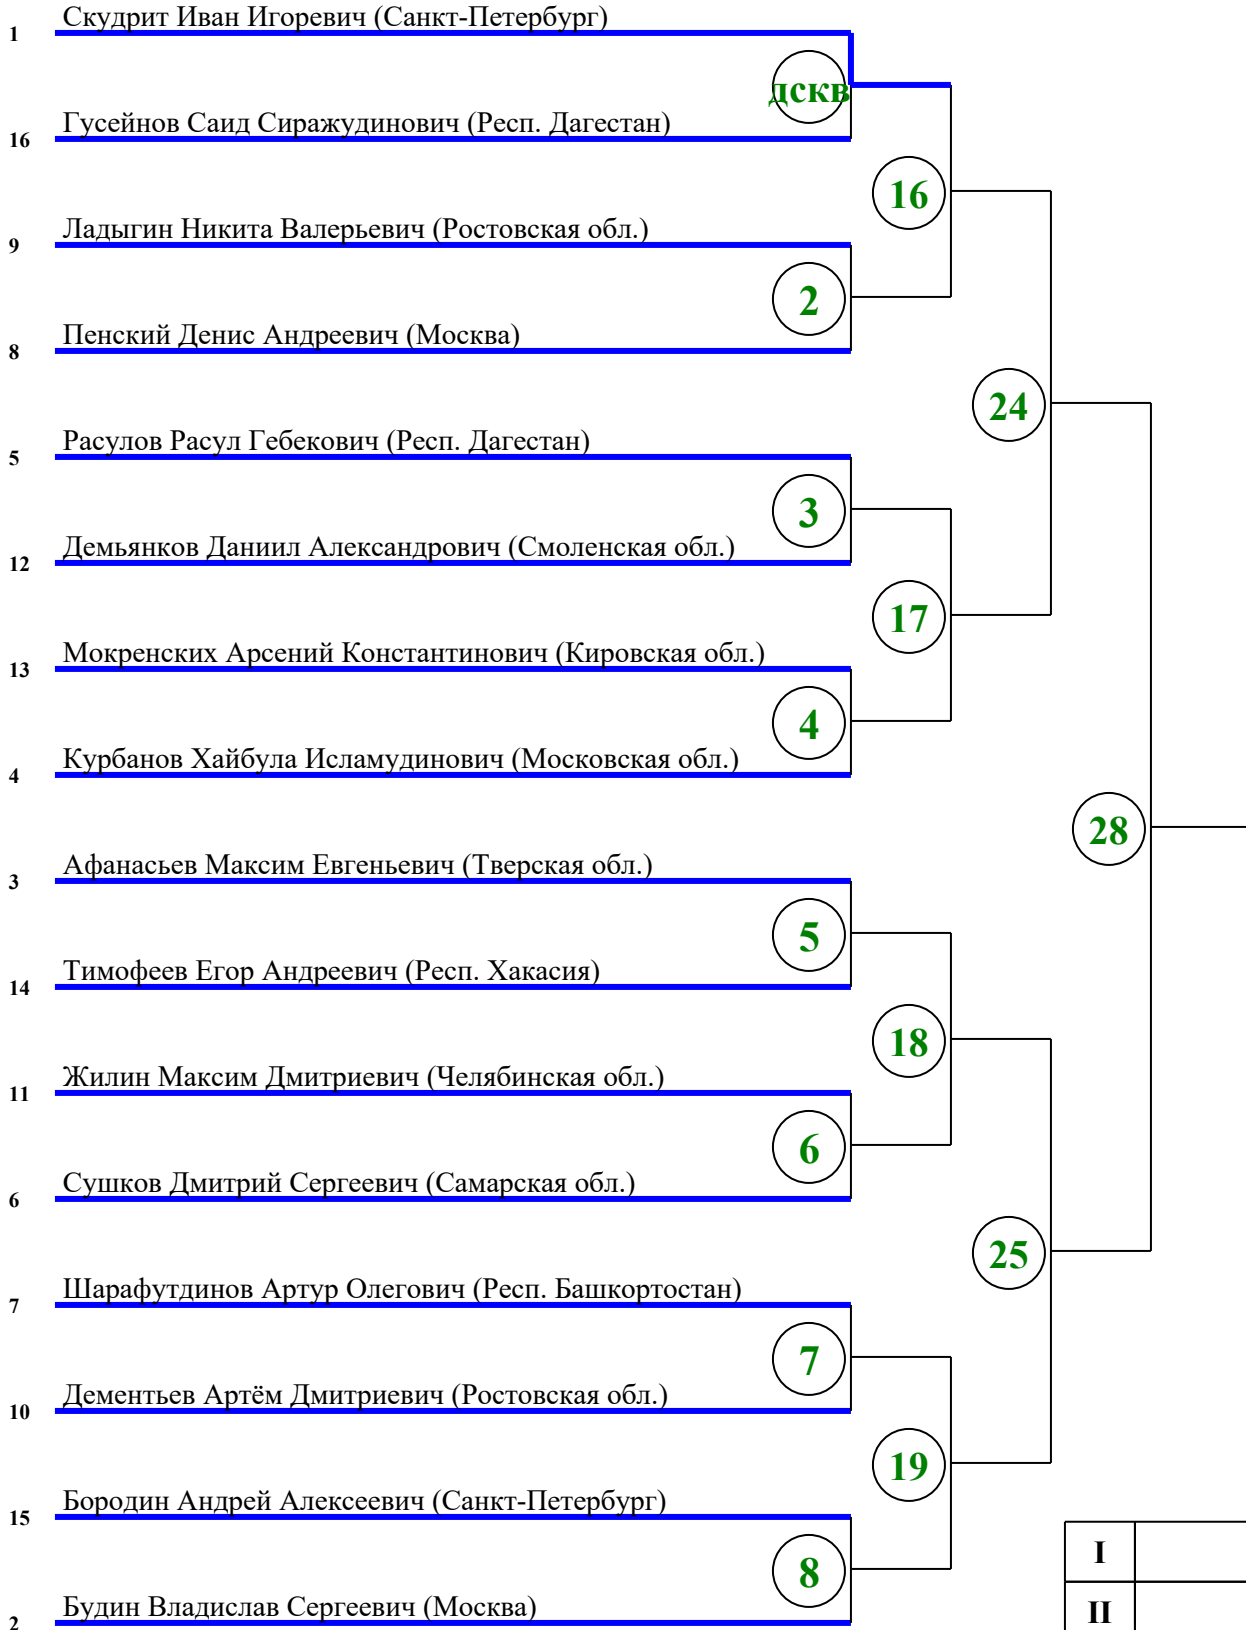 1 Скудрит Иван Игоревич (Санкт-Петербург)
дскв
16 Гусейнов Саид Сиражудинович (Респ. Дагестан)
16
9 Ладыгин Никита Валерьевич (Ростовская обл.)
2
8 Пенский Денис Андреевич (Москва)
24
5 Расулов Расул Гебекович (Респ. Дагестан)
3
12 Демьянков Даниил Александрович (Смоленская обл.)
17
13 Мокренских Арсений Константинович (Кировская обл.)
4
4 Курбанов Хайбула Исламудинович (Московская обл.)
28
3 Афанасьев Максим Евгеньевич (Тверская обл.)
5
14 Тимофеев Егор Андреевич (Респ. Хакасия)
18
11 Жилин Максим Дмитриевич (Челябинская обл.)
6
6 Сушков Дмитрий Сергеевич (Самарская обл.)
25
7 Шарафутдинов Артур Олегович (Респ. Башкортостан)
7
10 Дементьев Артём Дмитриевич (Ростовская обл.)
19
15 Бородин Андрей Алексеевич (Санкт-Петербург)
I
8
2 Будин Владислав Сергеевич (Москва)
II